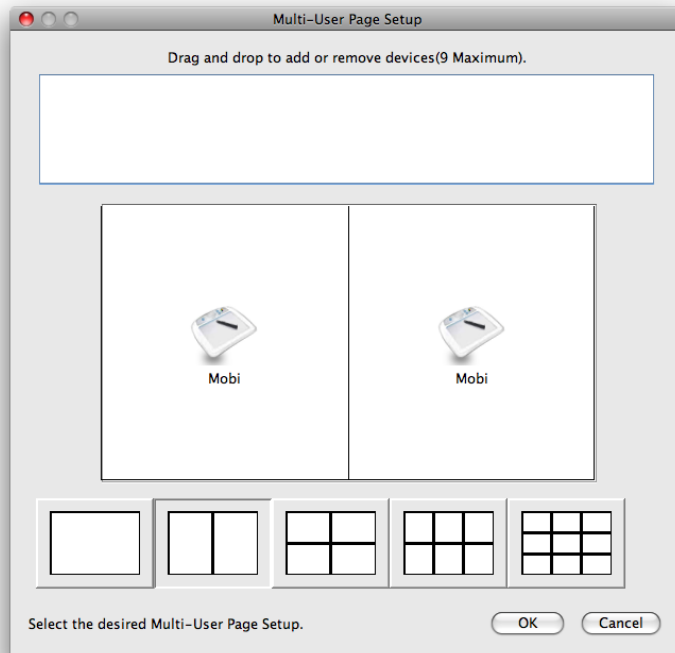 Multi-User Page Setup
Drag and drop to add or remove devices(9 Maximum).
Mobi
Mobi
Select the desired Multi-User Page Setup.
OK
Cancel